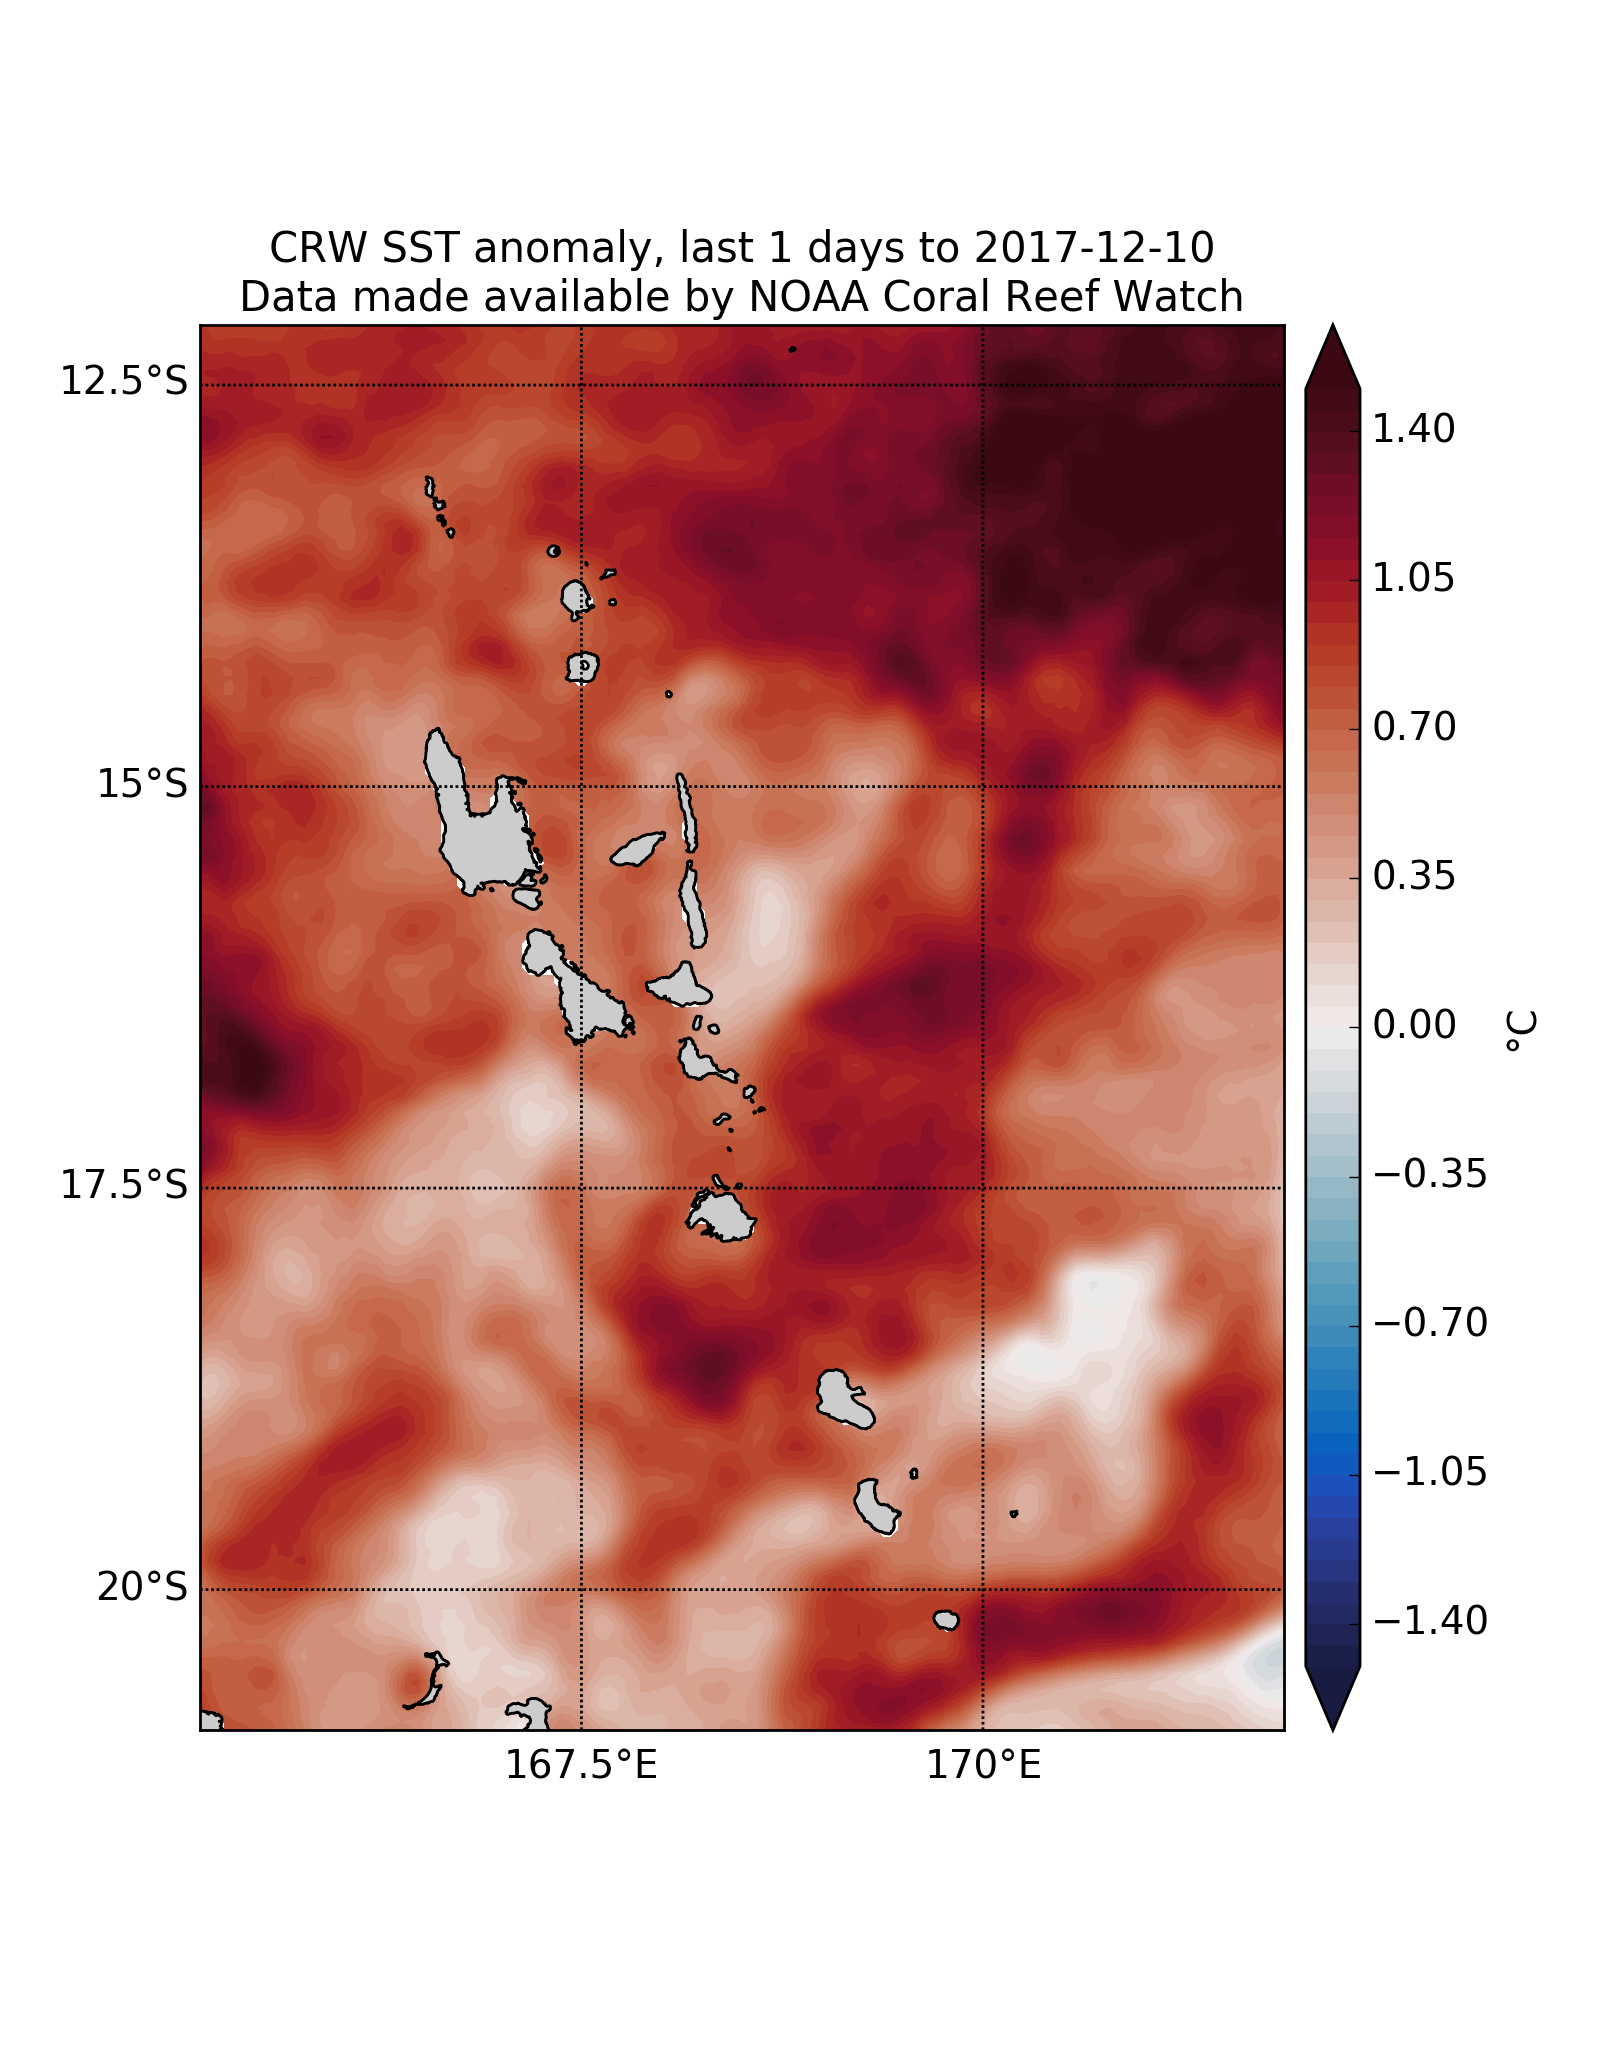 CRW SST anomaly, last 1 days to 2017-12-10
Data made available by NOAA Coral Reef Watch
12.5°S
15°S
17.5°S
20°S
167.5°E
170°E
1.40
1.05
0.70
0.35
0.00
−0.35
−0.70
−1.05
−1.40
°C